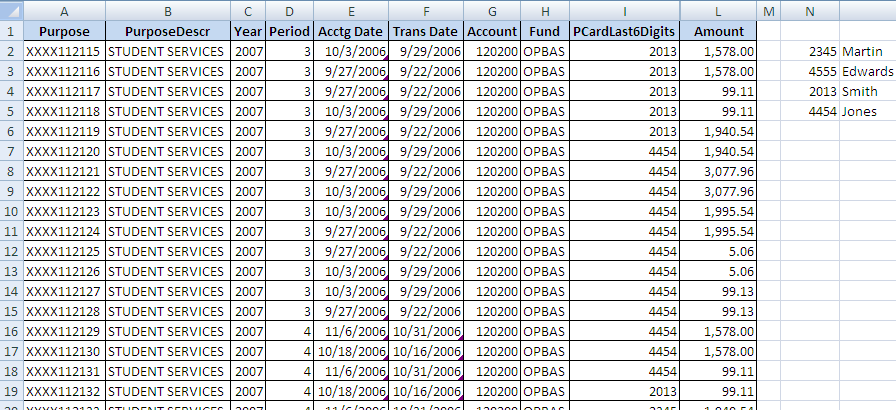 A B C D E F G H I L M N
1 Purpose PurposeDescr Year Period Acctg Date Trans Date Account Fund PCardLast6Digits Amount
2 XXXX112115 STUDENT SERVICES 2007 3 10/3/2006 9/29/2006 120200 OPBAS 2013 1,578.00 2345 Martin
3 XXXX112116 STUDENT SERVICES 2007 3 9/27/2006 9/22/2006 120200 OPBAS 2013 1,578.00 4555 Edwards
4 XXXX112117 STUDENT SERVICES 2007 3 9/27/2006 9/22/2006 120200 OPBAS 2013 99.11 2013 Smith
5 XXXX112118 STUDENT SERVICES 2007 3 10/3/2006 9/29/2006 120200 OPBAS 2013 99.11 4454 Jones
6 XXXX112119 STUDENT SERVICES 2007 3 9/27/2006 9/22/2006 120200 OPBAS 2013 1,940.54
7 XXXX112120 STUDENT SERVICES 2007 3 10/3/2006 9/29/2006 120200 OPBAS 4454 1,940.54
8 XXXX112121 STUDENT SERVICES 2007 3 9/27/2006 9/22/2006 120200 OPBAS 4454 3,077.96
9 XXXX112122 STUDENT SERVICES 2007 3 10/3/2006 9/29/2006 120200 OPBAS 4454 3,077.96
10 XXXX112123 STUDENT SERVICES 2007 3 10/3/2006 9/29/2006 120200 OPBAS 4454 1,995.54
11 XXXX112124 STUDENT SERVICES 2007 3 9/27/2006 9/22/2006 120200 OPBAS 4454 1,995.54
12 XXXX112125 STUDENT SERVICES 2007 3 9/27/2006 9/22/2006 120200 OPBAS 4454 5.06
13 XXXX112126 STUDENT SERVICES 2007 3 10/3/2006 9/29/2006 120200 OPBAS 4454 5.06
14 XXXX112127 STUDENT SERVICES 2007 3 10/3/2006 9/29/2006 120200 OPBAS 4454 99.13
15 XXXX112128 STUDENT SERVICES 2007 3 9/27/2006 9/22/2006 120200 OPBAS 4454 99.13
16 XXXX112129 STUDENT SERVICES 2007 4 11/6/2006 10/31/2006 120200 OPBAS 4454 1,578.00
17 XXXX112130 STUDENT SERVICES 2007 4 10/18/2006 10/16/2006 120200 OPBAS 4454 1,578.00
18 XXXX112131 STUDENT SERVICES 2007 4 11/6/2006 10/31/2006 120200 OPBAS 4454 99.11
19 XXXX112132 STUDENT SERVICES 2007 4 10/18/2006 10/16/2006 120200 OPBAS 2013 99.11